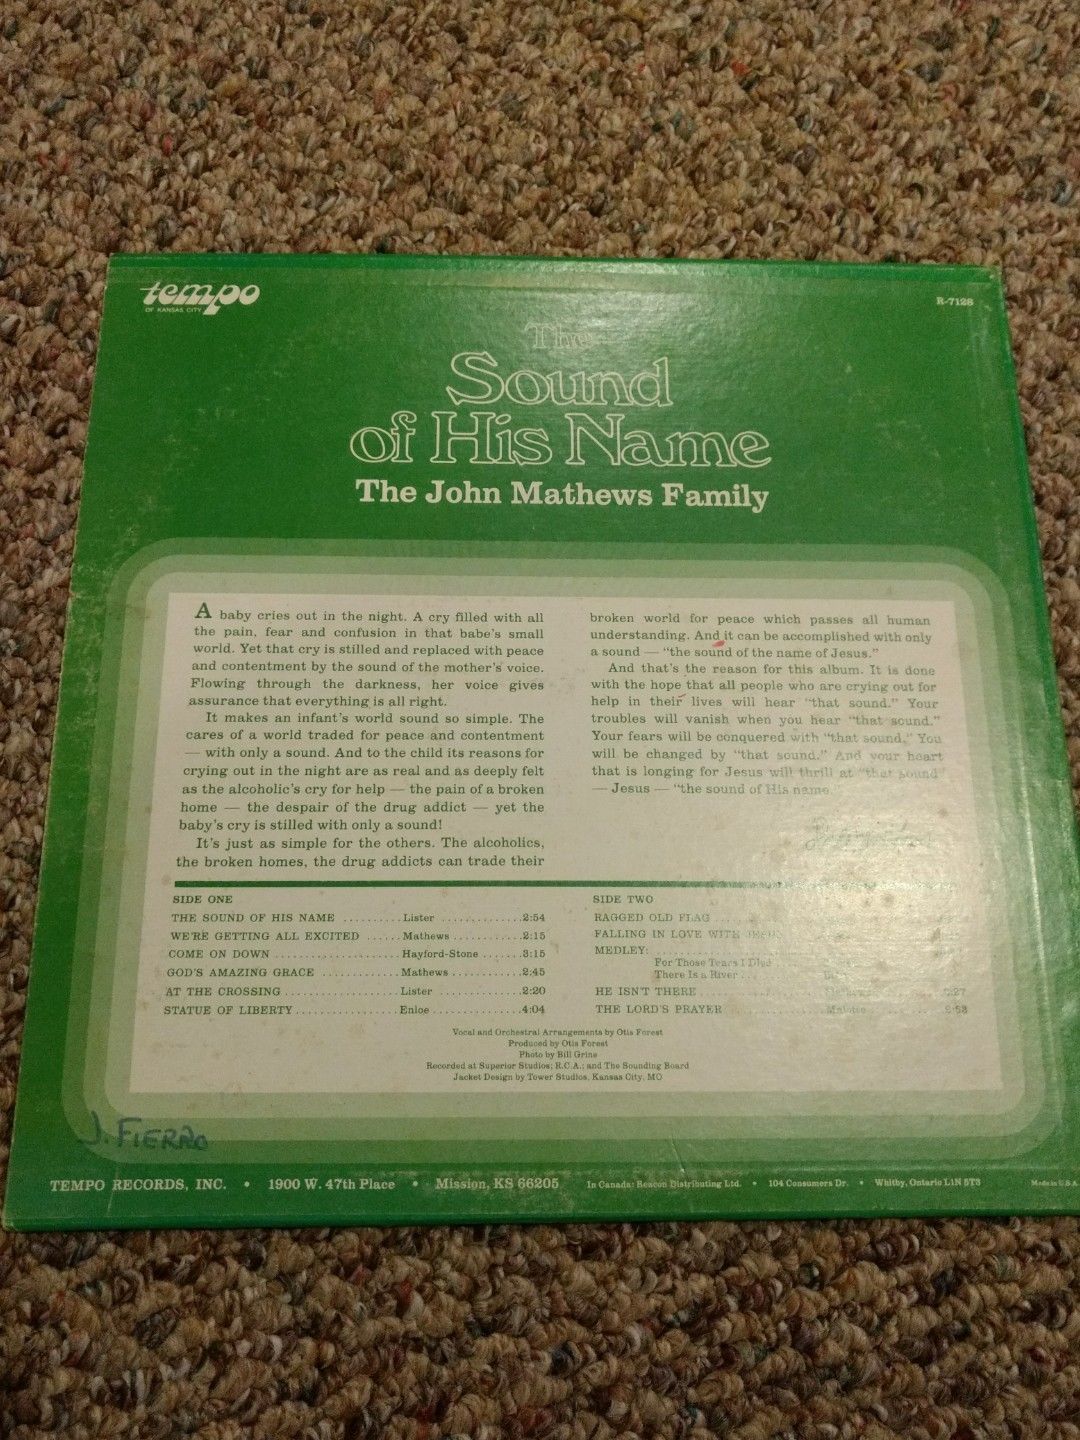 tempo
OF KANSAS CITY
R-7128
The
Sound
of His Name
The John Mathews Family
A baby cries out in the night. A cry filled with all
the pain, fear and confusion in that babe's small
world. Yet that cry is stilled and replaced with peace
and contentment by the sound of the mother's voice.
Flowing through the darkness, her voice gives
assurance that everything is all right.
It makes an infant's world sound so simple. The
cares of a world traded for peace and contentment
— with only a sound. And to the child its reasons for
crying out in the night are as real and as deeply felt
as the alcoholic's cry for help — the pain of a broken
home — the despair of the drug addict — yet the
baby's cry is stilled with only a sound!
It's just as simple for the others. The alcoholics,
the broken homes, the drug addicts can trade their
broken world for peace which passes all human
understanding. And it can be accomplished with only
a sound — "the sound of the name of Jesus."
And that's the reason for this album. It is done
with the hope that all people who are crying out for
help in their lives will hear "that sound." Your
troubles will vanish when you hear "that sound."
Your fears will be conquered with "that sound." You
will be changed by "that sound." And your heart
that is longing for Jesus will thrill at "that sound"
— Jesus — "the sound of His name.
SIDE ONE
THE SOUND OF HIS NAME .......... Lister .............2:54
WE'RE GETTING ALL EXCITED ...... Mathews ............2:15
COME ON DOWN .................... Hayford-Stone .......3:15
GOD'S AMAZING GRACE ............. Mathews ............2:45
AT THE CROSSING .................. Lister .............2:20
STATUE OF LIBERTY ................ Enloe ..............4:04
SIDE TWO
RAGGED OLD FLAG
FALLING IN LOVE WITH JESUS
MEDLEY:
For Those Tears I Died
There Is a River
HE ISN'T THERE
THE LORD'S PRAYER .......... Malotte .......... 2:53
Vocal and Orchestral Arrangements by Otis Forest
Produced by Otis Forest
Photo by Bill Grine
Recorded at Superior Studios; R.C.A.; and The Sounding Board
Jacket Design by Tower Studios, Kansas City, MO
J. FIERRO
TEMPO RECORDS, INC. • 1900 W. 47th Place • Mission, KS 66205 In Canada: Beacon Distributing Ltd. • 104 Consumers Dr. • Whitby, Ontario L1N 5T3 Made in U.S.A.